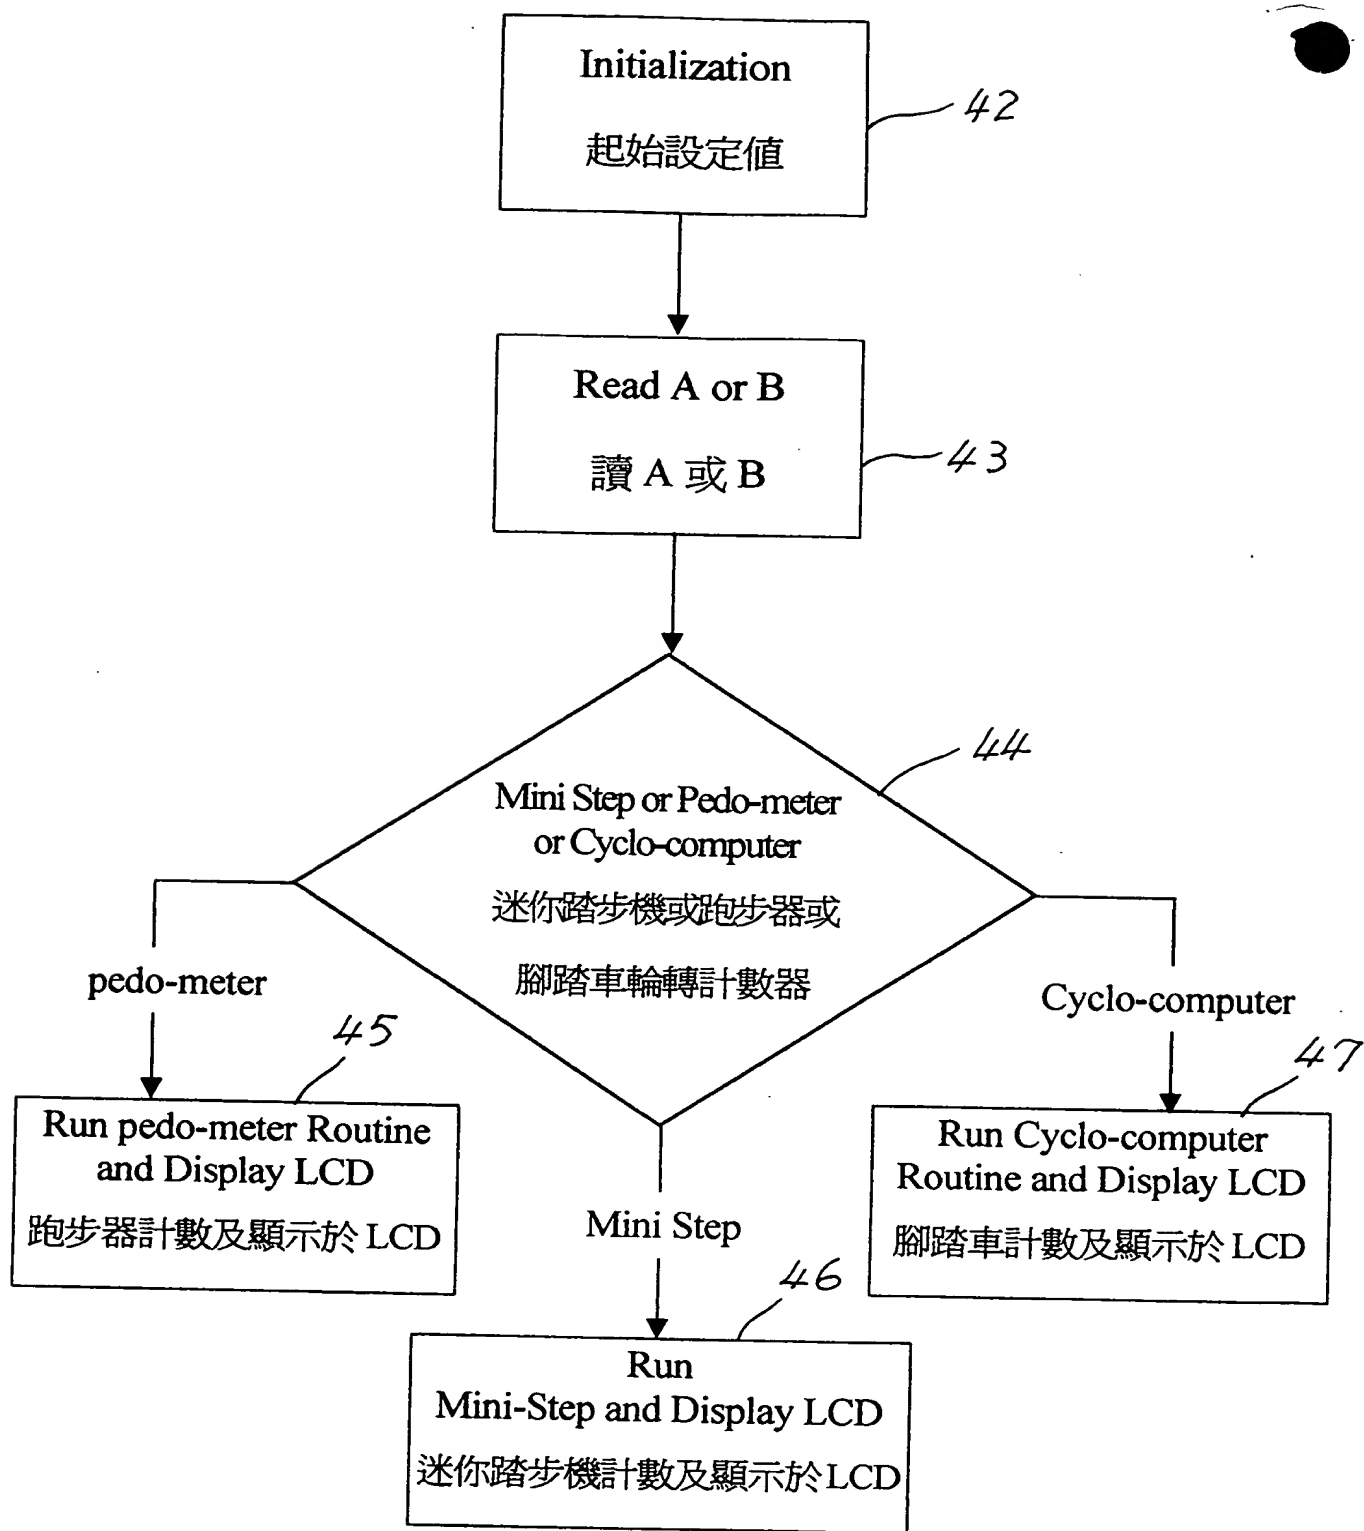 Initialization
起始設定值
42
Read A or B
讀 A 或 B
43
44
Mini Step or Pedo-meter
or Cyclo-computer
迷你踏步機或跑步器或
腳踏車輪轉計數器
pedo-meter
Cyclo-computer
45
47
Run pedo-meter Routine
and Display LCD
跑步器計數及顯示於 LCD
Run Cyclo-computer
Routine and Display LCD
腳踏車計數及顯示於 LCD
Mini Step
46
Run
Mini-Step and Display LCD
迷你踏步機計數及顯示於 LCD